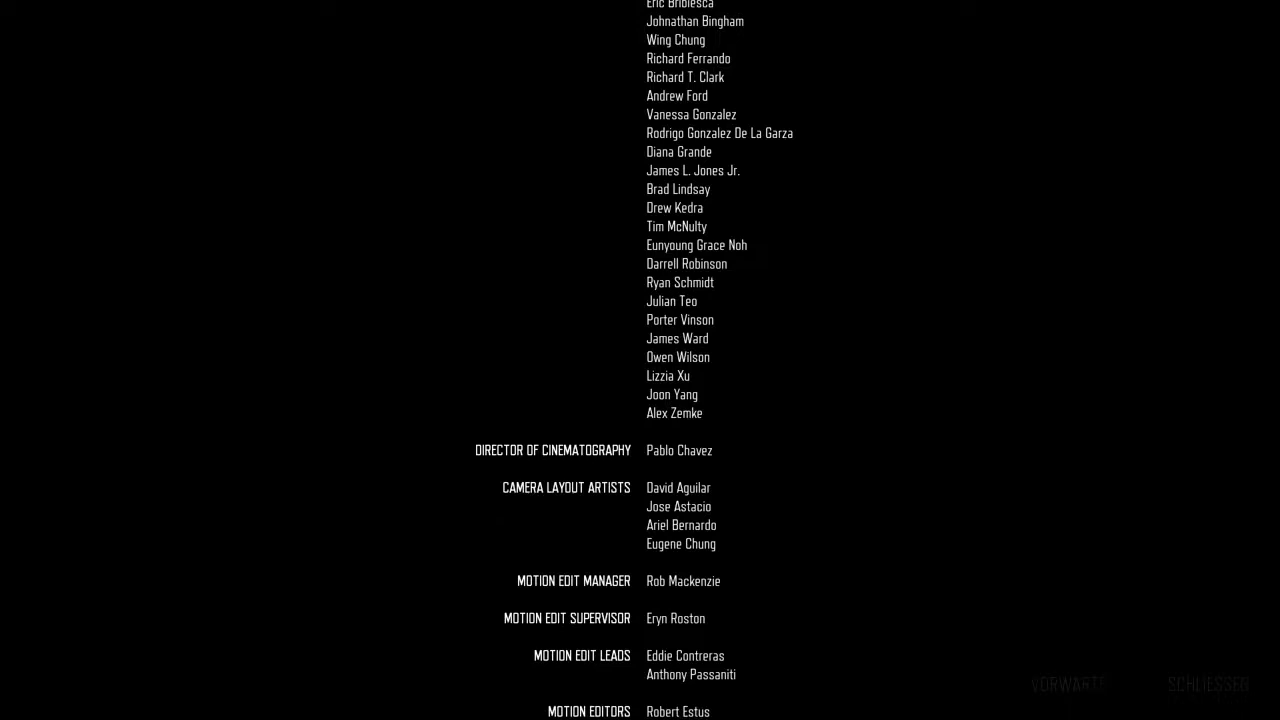 Eric Bribiesca
Johnathan Bingham
Wing Chung
Richard Ferrando
Richard T. Clark
Andrew Ford
Vanessa Gonzalez
Rodrigo Gonzalez De La Garza
Diana Grande
James L. Jones Jr.
Brad Lindsay
Drew Kedra
Tim McNulty
Eunyoung Grace Noh
Darrell Robinson
Ryan Schmidt
Julian Teo
Porter Vinson
James Ward
Owen Wilson
Lizzia Xu
Joon Yang
Alex Zemke
DIRECTOR OF CINEMATOGRAPHY Pablo Chavez
CAMERA LAYOUT ARTISTS David Aguilar
Jose Astacio
Ariel Bernardo
Eugene Chung
MOTION EDIT MANAGER Rob Mackenzie
MOTION EDIT SUPERVISOR Eryn Roston
MOTION EDIT LEADS Eddie Contreras
Anthony Passaniti
VORWÄRTS SCHLIESSEN
MOTION EDITORS Robert Estus